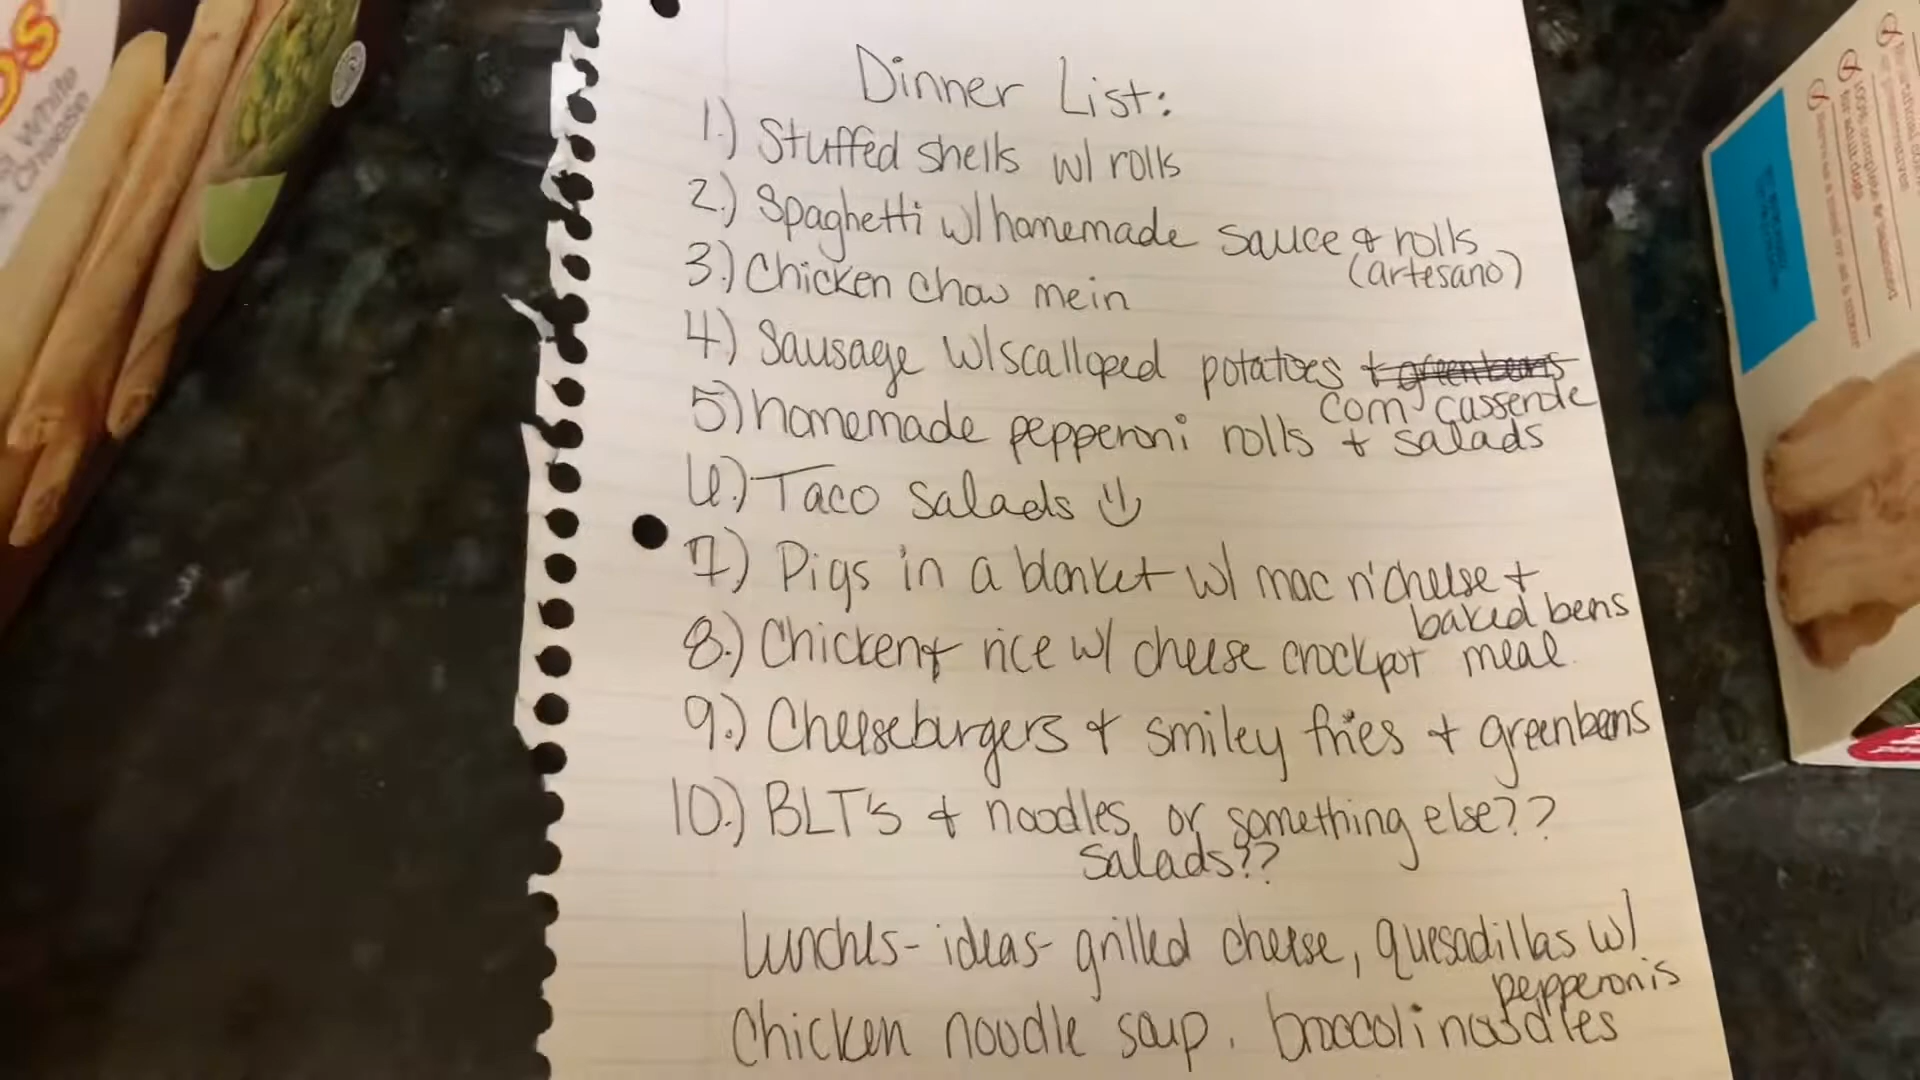 Dinner List:
1.) Stuffed shells w/ rolls
2.) Spaghetti w/ homemade sauce & rolls
(artesano)
3.) Chicken chow mein
4.) Sausage w/ scalloped potatoes + greenbeans
corn casserole
5) homemade pepperoni rolls + salads
6.) Taco Salads
7.) Pigs in a blanket w/ mac n' cheese +
baked bens
8.) Chicken + rice w/ cheese crockpot meal
9.) Cheeseburgers + smiley fries + greenbens
10.) BLT's + noodles or something else??
salads??
Lunches- ideas- grilled cheese, quesadillas w/
pepperonis
Chicken noodle soup. broccoli noodles
White
Cheese